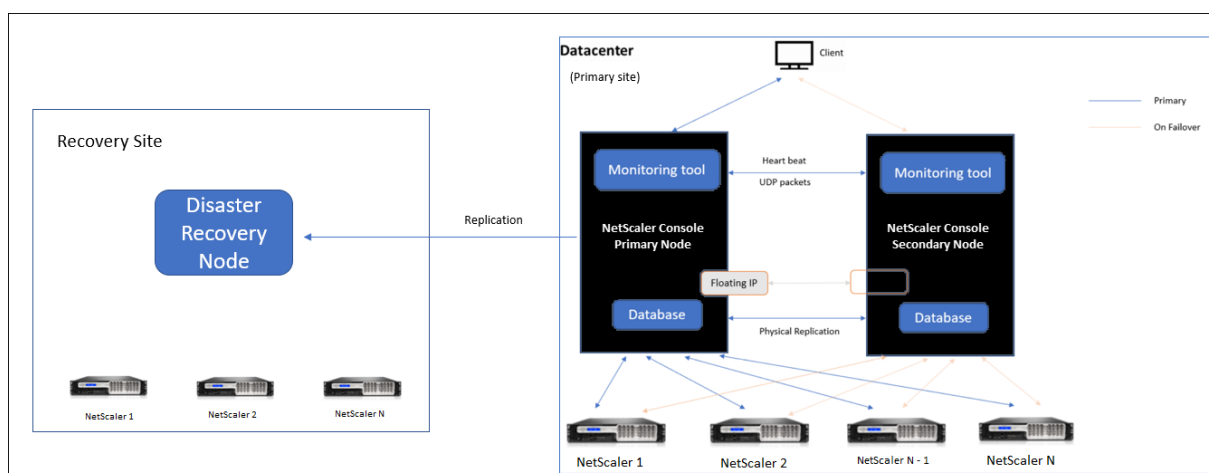 Datacenter
(Primary site)
Client
Primary
On Failover
Recovery Site
Disaster
Recovery
Node
Replication
Monitoring tool
Heart beat
UDP packets
Monitoring tool
NetScaler Console
Primary Node
NetScaler Console
Secondary Node
Floating IP
Database
Physical Replication
Database
NetScaler 1
NetScaler 2
NetScaler N
NetScaler 1
NetScaler 2
NetScaler N - 1
NetScaler N